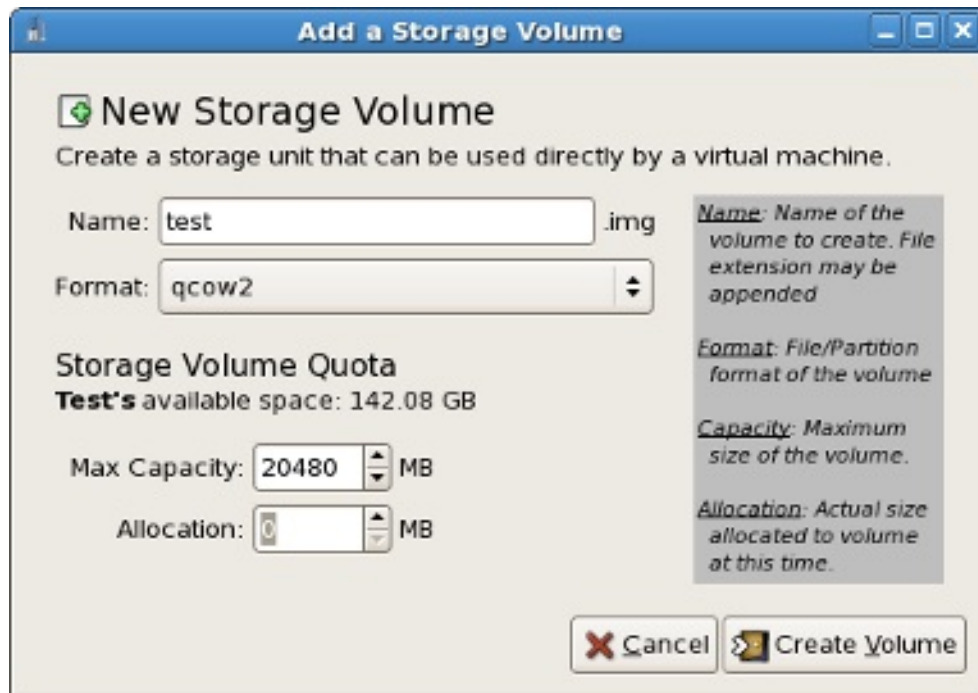 Add a Storage Volume
New Storage Volume
Create a storage unit that can be used directly by a virtual machine.
Name: test .img
Format: qcow2
Storage Volume Quota
Test's available space: 142.08 GB
Max Capacity: 20480 MB
Allocation: 0 MB
Name: Name of the
volume to create. File
extension may be
appended
Format: File/Partition
format of the volume
Capacity: Maximum
size of the volume.
Allocation: Actual size
allocated to volume
at this time.
Cancel
Create Volume